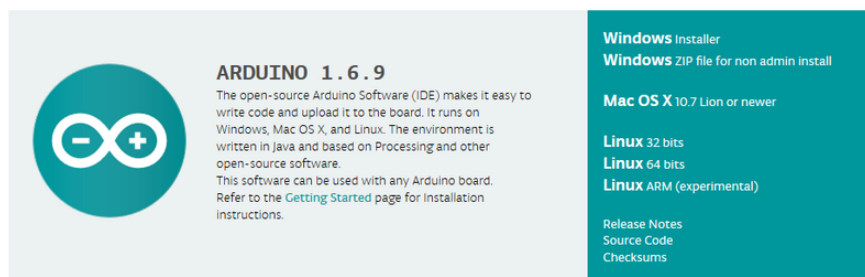 ARDUINO 1.6.9
The open-source Arduino Software (IDE) makes it easy to
write code and upload it to the board. It runs on
Windows, Mac OS X, and Linux. The environment is
written in Java and based on Processing and other
open-source software.
This software can be used with any Arduino board.
Refer to the Getting Started page for Installation
instructions.
Windows Installer
Windows ZIP file for non admin install
Mac OS X 10.7 Lion or newer
Linux 32 bits
Linux 64 bits
Linux ARM (experimental)
Release Notes
Source Code
Checksums